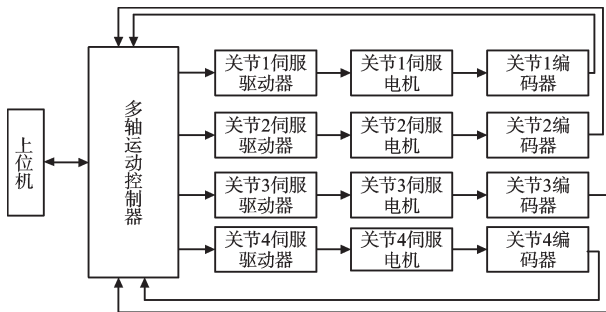 上位机
多轴运动控制器
关节1伺服
驱动器
关节1伺服
电机
关节1编
码器
关节2伺服
驱动器
关节2伺服
电机
关节2编
码器
关节3伺服
驱动器
关节3伺服
电机
关节3编
码器
关节4伺服
驱动器
关节4伺服
电机
关节4编
码器